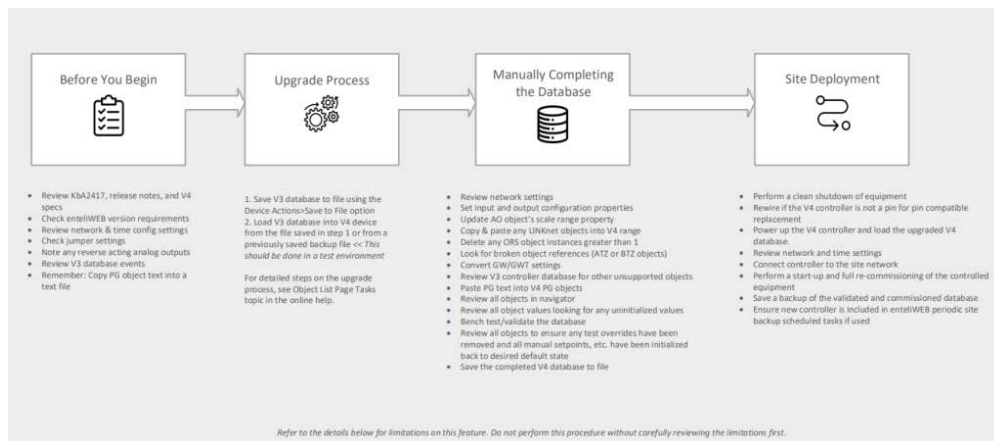 Before You Begin
Upgrade Process
Manually Completing
the Database
Site Deployment
• Review KbA2417, release notes, and V4
specs
• Check enteliWEB version requirements
• Review network & time config settings
• Check jumper settings
• Note any reverse acting analog outputs
• Review V3 database events
• Remember: Copy PG object text into a
text file
1. Save V3 database to file using the
Device Actions>Save to File option
2. Load V3 database into V4 device
from the file saved in step 1 or from a
previously saved backup file << This
should be done in a test environment
For detailed steps on the upgrade
process, see Object List Page Tasks
topic in the online help.
• Review network settings
• Set input and output configuration properties
• Update AO object's scale range property
• Copy & paste any LINKnet objects into V4 range
• Delete any ORS object instances greater than 1
• Look for broken object references (ATZ or BTZ objects)
• Convert GW/GWT settings
• Review V3 database for other unsupported objects
• Paste PG text into V4 PG objects
• Review all objects in navigator
• Review all object values looking for any uninitialized values
• Bench test/validate the database
• Review all objects to ensure any test overrides have been
removed and all manual setpoints, etc. have been initialized
back to desired default state
• Save the completed V4 database to file
• Perform a clean shutdown of equipment
• Rewire if the V4 controller is not a pin for pin compatible
replacement
• Power up the V4 controller and load the upgraded V4
database.
• Review network and time settings
• Connect controller to the site network
• Perform a start-up and full re-commissioning of the controlled
equipment
• Save a backup of the validated and commissioned database
• Ensure new controller is included in enteliWEB periodic site
backup scheduled tasks if used
Refer to the details below for limitations on this feature. Do not perform this procedure without carefully reviewing the limitations first.